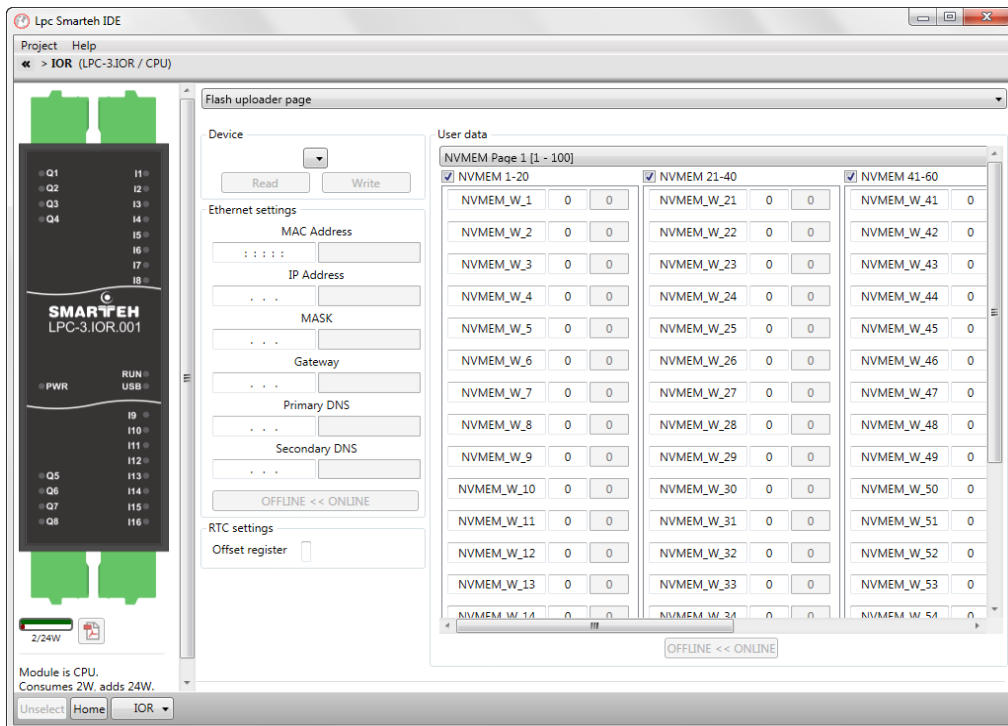 Lpc Smarteh IDE
Project Help
« > IOR (LPC-3.IOR / CPU)
Flash uploader page
Q1 I1
Q2 I2
Q3 I3
Q4 I4
I5
I6
I7
I8
SMARTEH
LPC-3.IOR.001
RUN
PWR USB
I9
I10
I11
I12
Q5 I13
Q6 I14
Q7 I15
Q8 I16
2/24W
Module is CPU.
Consumes 2W, adds 24W.
Device
Read Write
Ethernet settings
MAC Address
: : : : :
IP Address
. . .
MASK
. . .
Gateway
. . .
Primary DNS
. . .
Secondary DNS
. . .
OFFLINE << ONLINE
RTC settings
Offset register
User data
NVMEM Page 1 [1 - 100]
NVMEM 1-20 NVMEM 21-40 NVMEM 41-60
NVMEM_W_1 0 0 NVMEM_W_21 0 0 NVMEM_W_41 0
NVMEM_W_2 0 0 NVMEM_W_22 0 0 NVMEM_W_42 0
NVMEM_W_3 0 0 NVMEM_W_23 0 0 NVMEM_W_43 0
NVMEM_W_4 0 0 NVMEM_W_24 0 0 NVMEM_W_44 0
NVMEM_W_5 0 0 NVMEM_W_25 0 0 NVMEM_W_45 0
NVMEM_W_6 0 0 NVMEM_W_26 0 0 NVMEM_W_46 0
NVMEM_W_7 0 0 NVMEM_W_27 0 0 NVMEM_W_47 0
NVMEM_W_8 0 0 NVMEM_W_28 0 0 NVMEM_W_48 0
NVMEM_W_9 0 0 NVMEM_W_29 0 0 NVMEM_W_49 0
NVMEM_W_10 0 0 NVMEM_W_30 0 0 NVMEM_W_50 0
NVMEM_W_11 0 0 NVMEM_W_31 0 0 NVMEM_W_51 0
NVMEM_W_12 0 0 NVMEM_W_32 0 0 NVMEM_W_52 0
NVMEM_W_13 0 0 NVMEM_W_33 0 0 NVMEM_W_53 0
NVMEM_W_14 0 0 NVMEM_W_34 0 0 NVMEM_W_54 0
OFFLINE << ONLINE
Unselect Home IOR